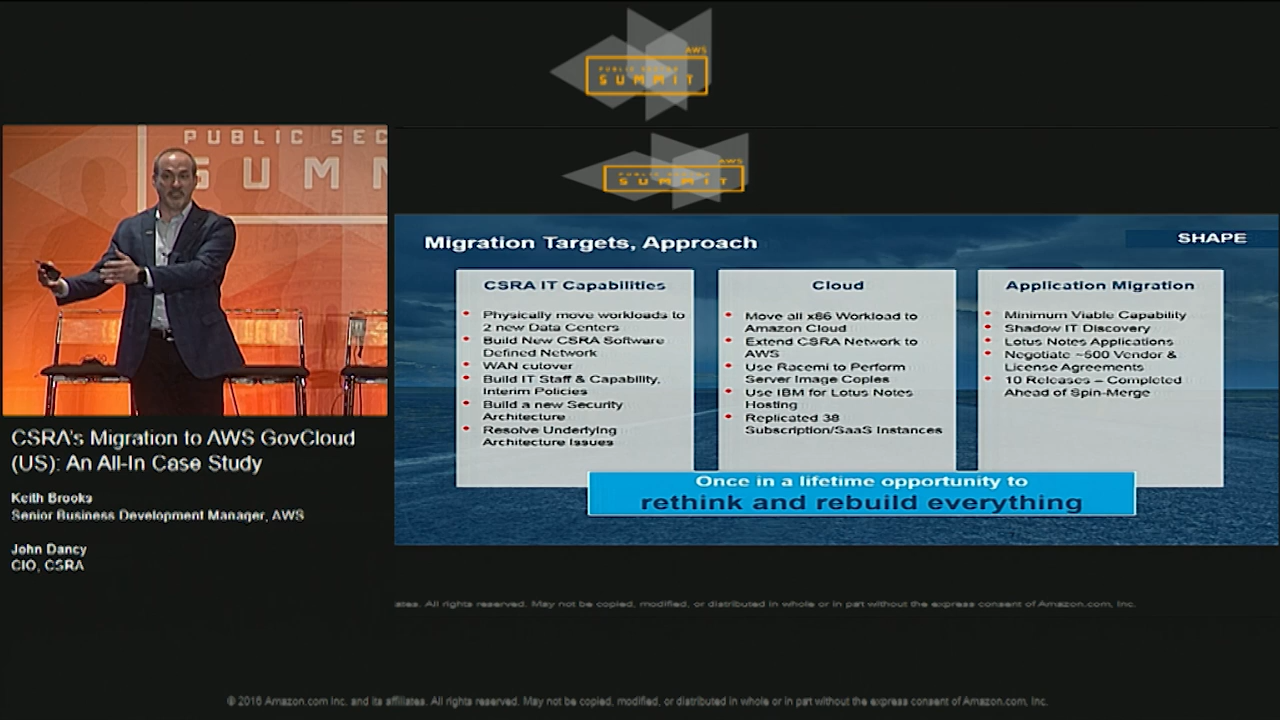 AWS
PUBLIC SECTOR
SUMMIT
AWS
PUBLIC SECTOR
SUMMIT
PUBLIC SEC
SUMM
Migration Targets, Approach
SHAPE
CSRA IT Capabilities
Physically move workloads to
2 new Data Centers
Build New CSRA Software
Defined Network
WAN cutover
Build IT Staff & Capability,
Interim Policies
Build a new Security
Architecture
Resolve Underlying
Architecture Issues
Cloud
Move all x86 Workload to
Amazon Cloud
Extend CSRA Network to
AWS
Use Racemi to Perform
Server Image Copies
Use IBM for Lotus Notes
Hosting
Replicated 38
Subscription/SaaS Instances
Application Migration
Minimum Viable Capability
Shadow IT Discovery
Lotus Notes Applications
Negotiate ~500 Vendor &
License Agreements
10 Releases – Completed
Ahead of Spin-Merge
Once in a lifetime opportunity to
rethink and rebuild everything
CSRA's Migration to AWS GovCloud
(US): An All-In Case Study
Keith Brooks
Senior Business Development Manager, AWS
John Dancy
CIO, CSRA
ates. All rights reserved. May not be copied, modified, or distributed in whole or in part without the express consent of Amazon.com, Inc.
© 2016 Amazon.com Inc. and its affiliates. All rights reserved. May not be copied, modified, or distributed in whole or in part without the express consent of Amazon.com, Inc.